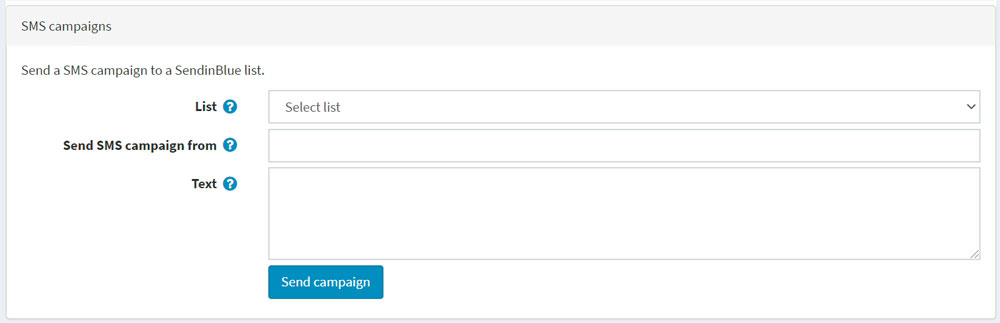 SMS campaigns
Send a SMS campaign to a SendinBlue list.
List ?
Select list
Send SMS campaign from ?
Text ?
Send campaign